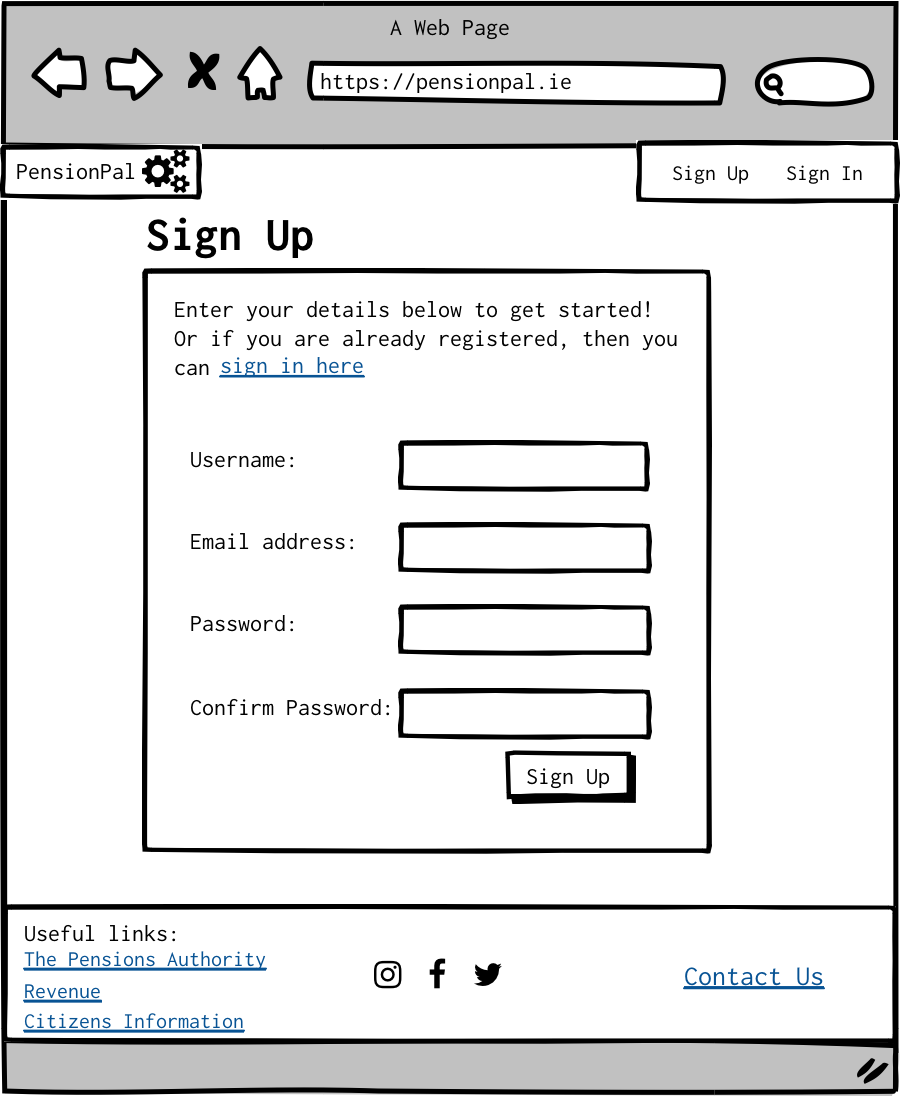 A Web Page
https://pensionpal.ie
PensionPal
Sign Up Sign In
Sign Up
Enter your details below to get started!
Or if you are already registered, then you
can sign in here
Username:
Email address:
Password:
Confirm Password:
Sign Up
Useful links:
The Pensions Authority
Revenue
Citizens Information
Contact Us